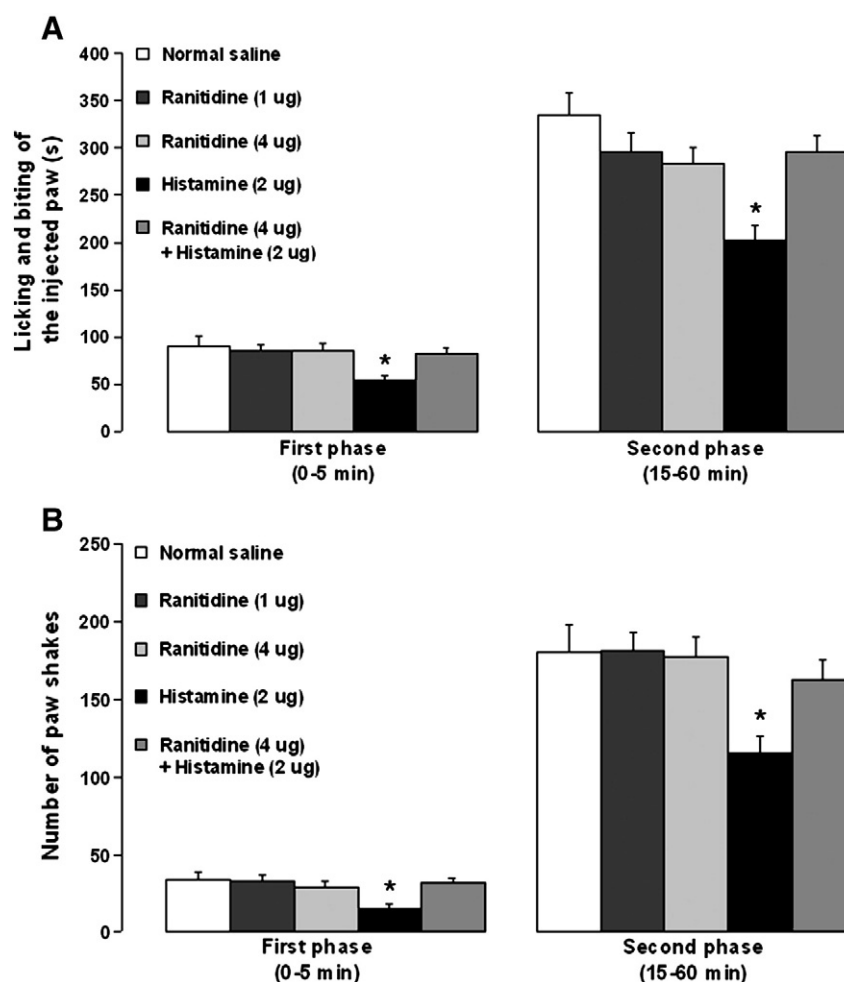 A
400
350
300
250
200
150
100
50
0
Licking and biting of
the injected paw (s)
Normal saline
Ranitidine (1 ug)
Ranitidine (4 ug)
Histamine (2 ug)
Ranitidine (4 ug)
+ Histamine (2 ug)
*
*
First phase
(0-5 min)
Second phase
(15-60 min)
B
250
200
150
100
50
0
Number of paw shakes
Normal saline
Ranitidine (1 ug)
Ranitidine (4 ug)
Histamine (2 ug)
Ranitidine (4 ug)
+ Histamine (2 ug)
*
*
First phase
(0-5 min)
Second phase
(15-60 min)